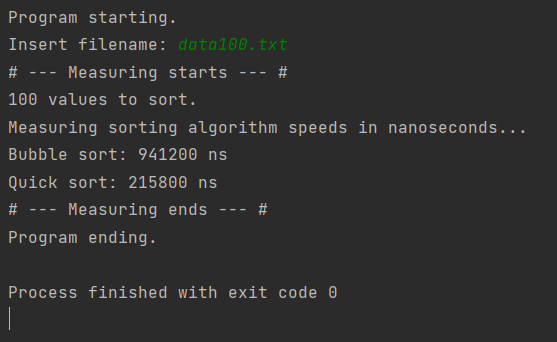 Program starting.
Insert filename: data100.txt
# --- Measuring starts --- #
100 values to sort.
Measuring sorting algorithm speeds in nanoseconds...
Bubble sort: 941200 ns
Quick sort: 215800 ns
# --- Measuring ends --- #
Program ending.
Process finished with exit code 0